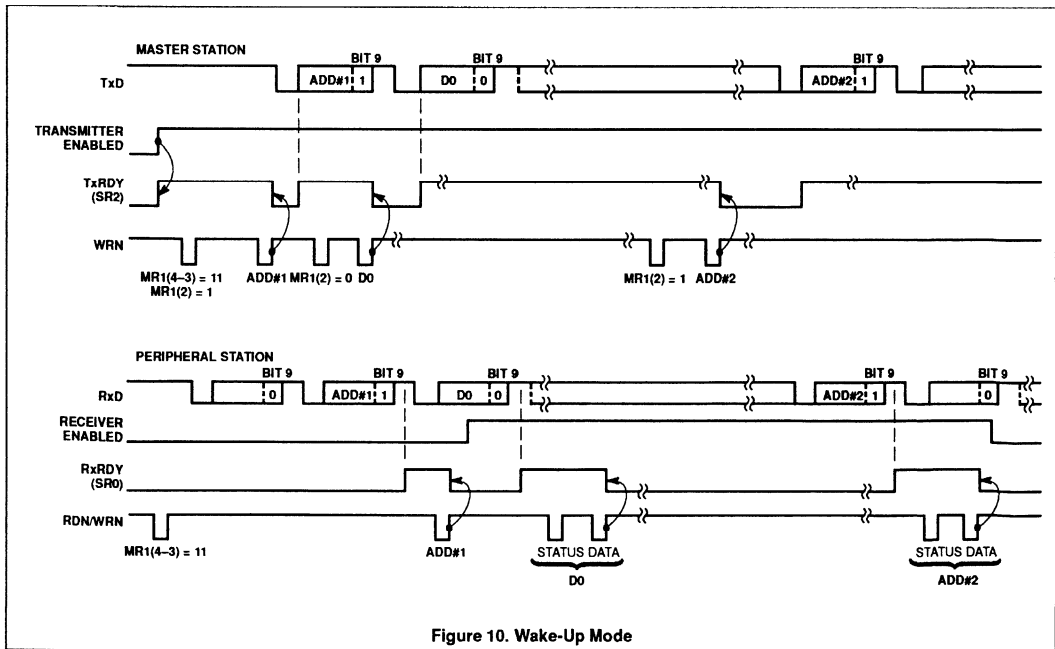 MASTER STATION
BIT 9 BIT 9 BIT 9
TxD ADD#1 1 D0 0 ADD#2 1
TRANSMITTER
ENABLED
TxRDY
(SR2)
WRN
MR1(4–3) = 11 ADD#1 MR1(2) = 0 D0 MR1(2) = 1 ADD#2
MR1(2) = 1
PERIPHERAL STATION
BIT 9 BIT 9 BIT 9 BIT 9 BIT 9
RxD 0 ADD#1 1 D0 0 ADD#2 1 0
RECEIVER
ENABLED
RxRDY
(SR0)
RDN/WRN
MR1(4–3) = 11 ADD#1 STATUS DATA STATUS DATA
D0 ADD#2
Figure 10. Wake-Up Mode